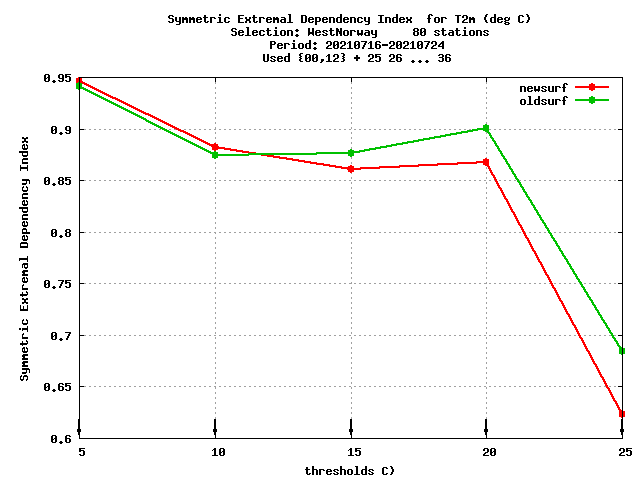 Symmetric Extremal Dependency Index  for T2m (deg C)
Selection: WestNorway     80 stations
Period: 20210716-20210724
Used {00,12} + 25 26 ... 36
newsurf
oldsurf
Symmetric Extremal Dependency Index
0.95
0.9
0.85
0.8
0.75
0.7
0.65
0.6
5 10 15 20 25
thresholds C)